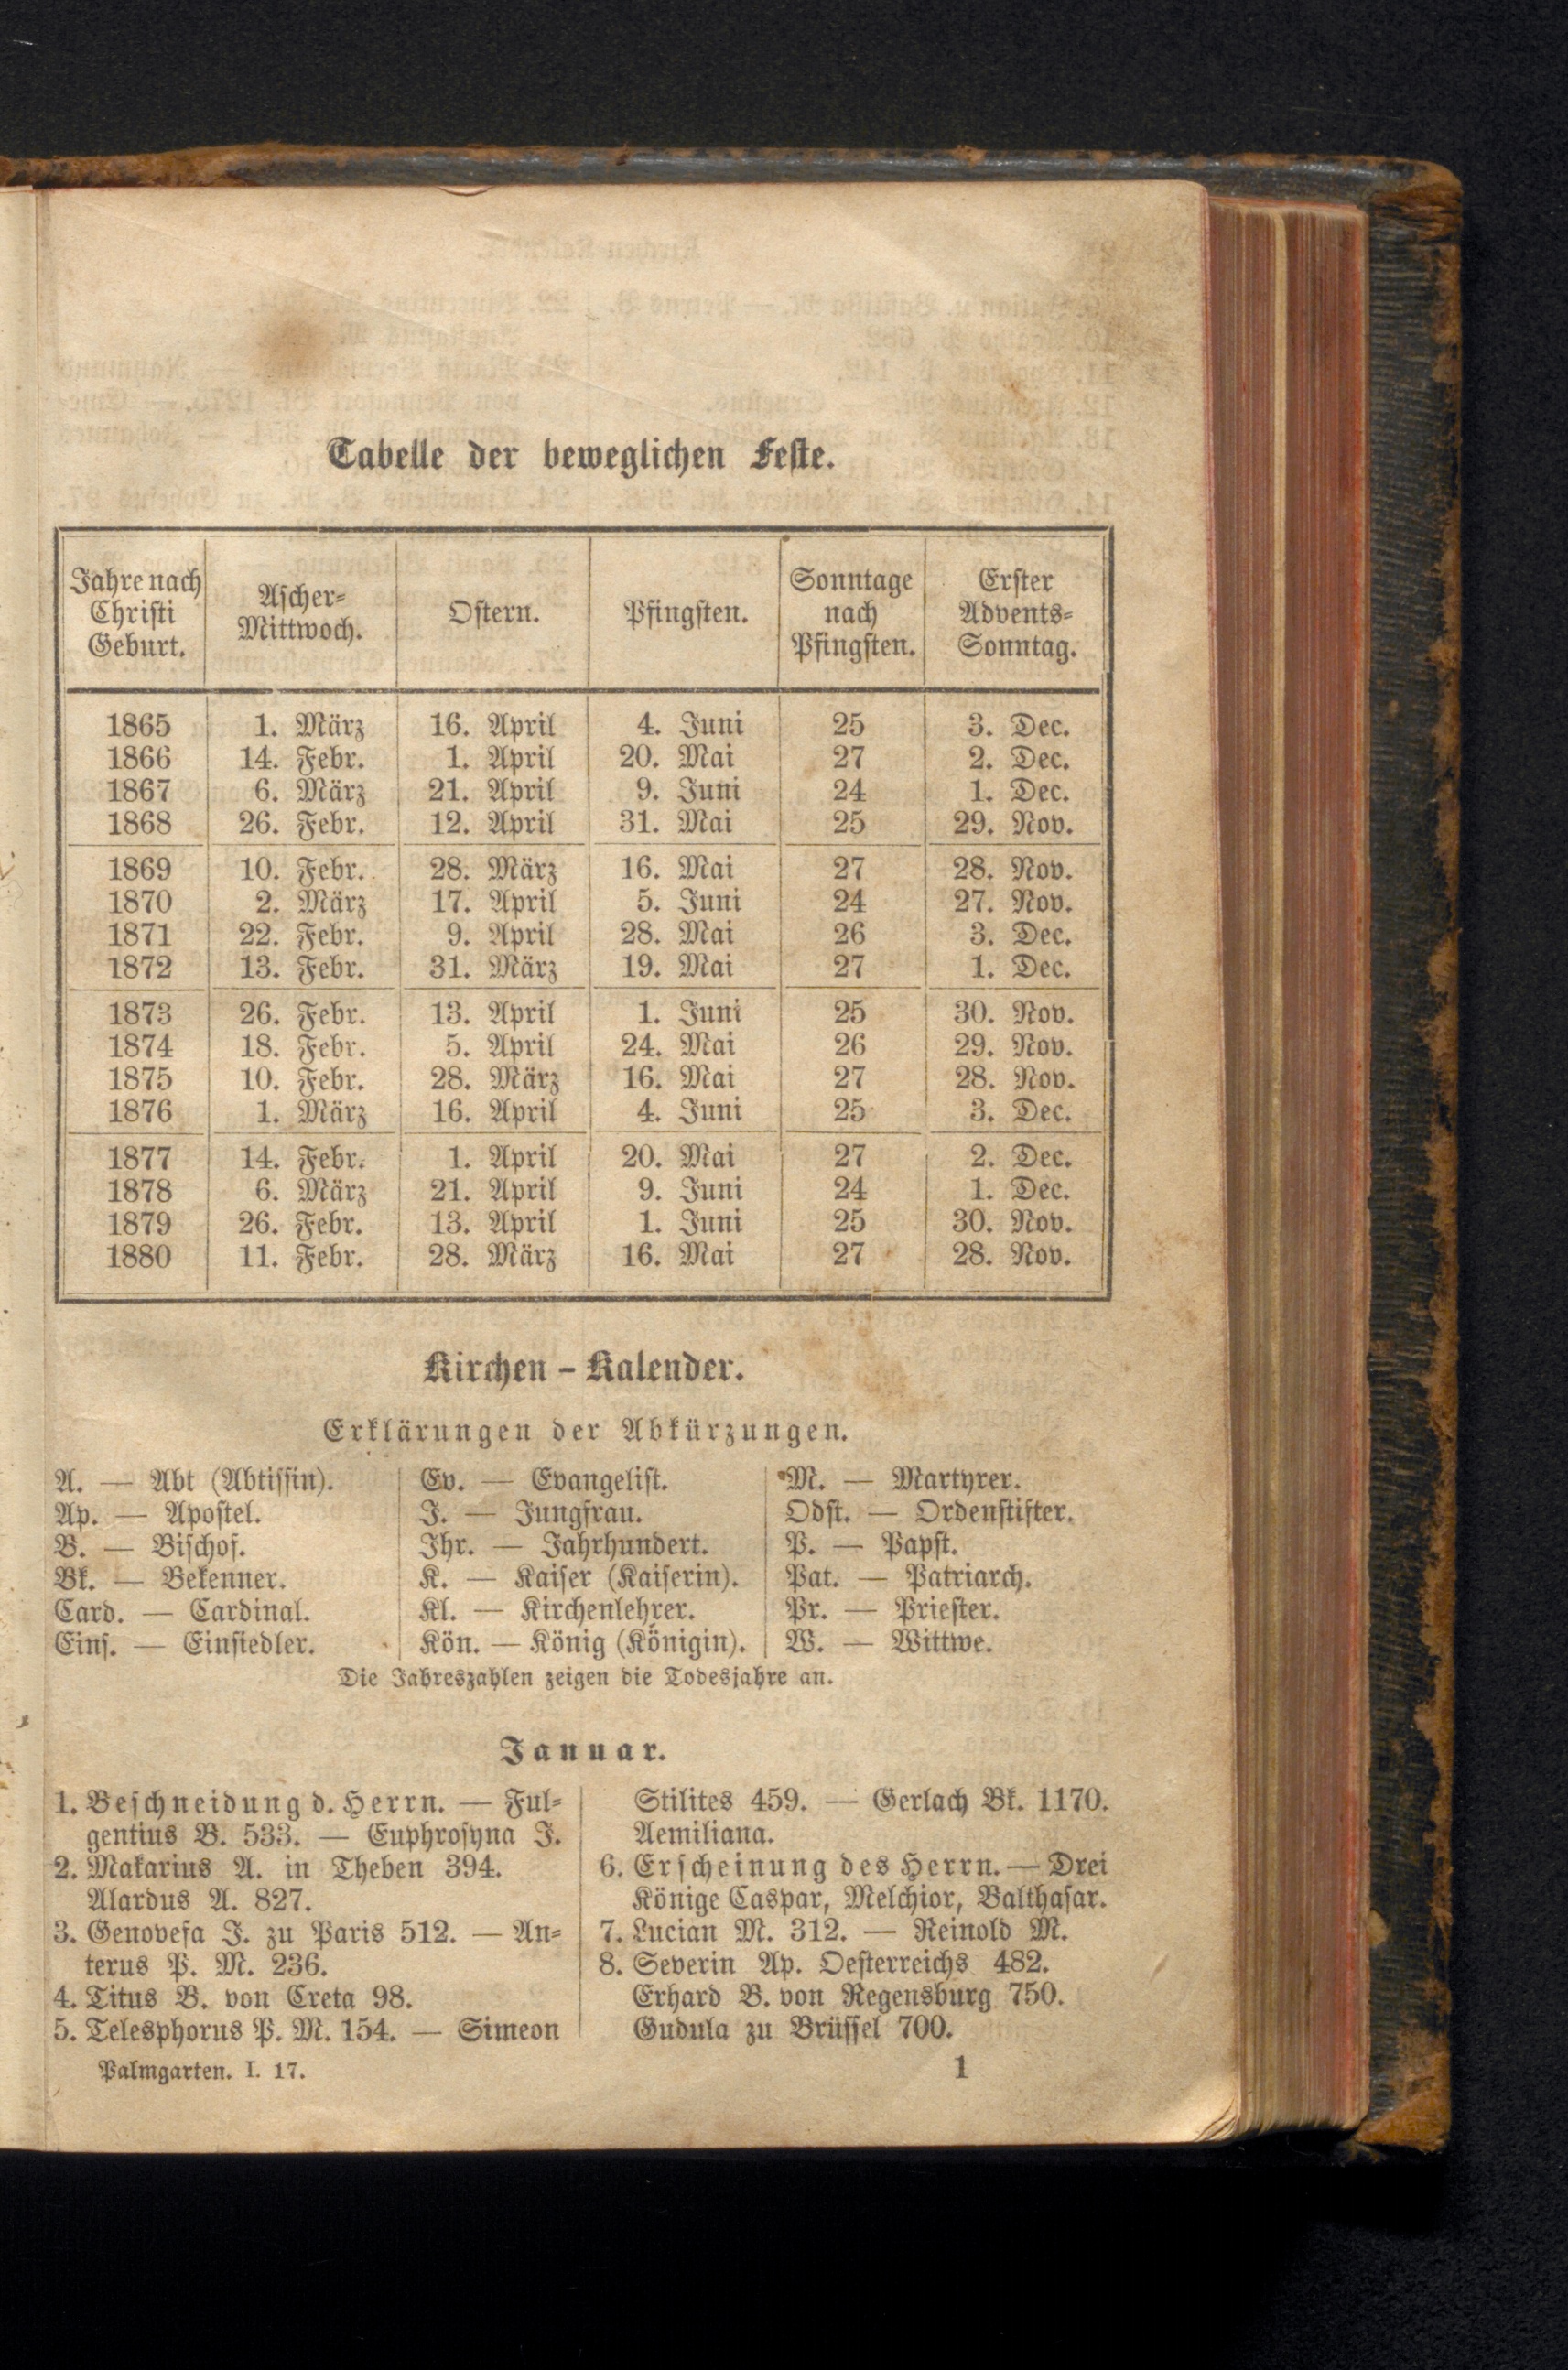 Tabelle der beweglichen Feste.
Jahre nach Christi Geburt. Ascher-Mittwoch. Ostern. Pfingsten. Sonntage nach Pfingsten. Erster Advents-Sonntag.
1865 1. März 16. April 4. Juni 25 3. Dec.
1866 14. Febr. 1. April 20. Mai 27 2. Dec.
1867 6. März 21. April 9. Juni 24 1. Dec.
1868 26. Febr. 12. April 31. Mai 25 29. Nov.
1869 10. Febr. 28. März 16. Mai 27 28. Nov.
1870 2. März 17. April 5. Juni 24 27. Nov.
1871 22. Febr. 9. April 28. Mai 26 3. Dec.
1872 13. Febr. 31. März 19. Mai 27 1. Dec.
1873 26. Febr. 13. April 1. Juni 25 30. Nov.
1874 18. Febr. 5. April 24. Mai 26 29. Nov.
1875 10. Febr. 28. März 16. Mai 27 28. Nov.
1876 1. März 16. April 4. Juni 25 3. Dec.
1877 14. Febr. 1. April 20. Mai 27 2. Dec.
1878 6. März 21. April 9. Juni 24 1. Dec.
1879 26. Febr. 13. April 1. Juni 25 30. Nov.
1880 11. Febr. 28. März 16. Mai 27 28. Nov.
Kirchen-Kalender.
Erklärungen der Abkürzungen.
A. — Abt (Abtissin).
Ap. — Apostel.
B. — Bischof.
Bk. — Bekenner.
Card. — Cardinal.
Eins. — Einsiedler.
Ev. — Evangelist.
J. — Jungfrau.
Jhr. — Jahrhundert.
K. — Kaiser (Kaiserin).
Kl. — Kirchenlehrer.
Kön. — König (Königin).
M. — Martyrer.
Odst. — Ordenstifter.
P. — Papst.
Pat. — Patriarch.
Pr. — Priester.
W. — Wittwe.
Die Jahreszahlen zeigen die Todesjahre an.
Januar.
1. Beschneidung d. Herrn. — Ful-
gentius B. 533. — Euphrosyna J.
2. Makarius A. in Theben 394.
Alardus A. 827.
3. Genovefa J. zu Paris 512. — An-
terus P. M. 236.
4. Titus B. von Creta 98.
5. Telesphorus P. M. 154. — Simeon
Stilites 459. — Gerlach Bk. 1170.
Aemiliana.
6. Erscheinung des Herrn. — Drei
Könige Caspar, Melchior, Balthasar.
7. Lucian M. 312. — Reinold M.
8. Severin Ap. Oesterreichs 482.
Erhard B. von Regensburg 750.
Gudula zu Brüssel 700.
Palmgarten. I. 17.
1